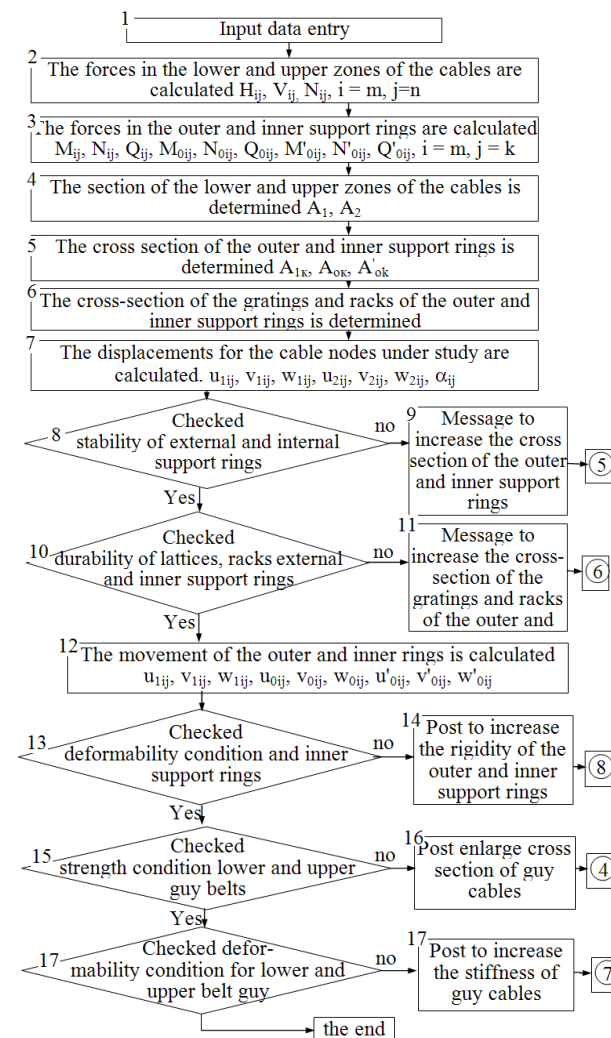 1
Input data entry
2
The forces in the lower and upper zones of the cables are
calculated Hij, Vij, Nij, i = m, j=n
3
The forces in the outer and inner support rings are calculated
Mij, Nij, Qij, M0ij, N0ij, Q0ij, M'0ij, N'0ij, Q'0ij, i = m, j = k
4
The section of the lower and upper zones of the cables is
determined A1, A2
5
The cross section of the outer and inner support rings is
determined A1к, Aoк, A'ok
6
The cross-section of the gratings and racks of the outer and
inner support rings is determined
7
The displacements for the cable nodes under study are
calculated. u1ij, v1ij, w1ij, u2ij, v2ij, w2ij, αij
8
Checked
stability of external and internal
support rings
no
Yes
9
Message to
increase the cross
section of the outer
and inner support
rings
5
10
Checked
durability of lattices, racks external
and inner support rings
no
Yes
11
Message to
increase the cross-
section of the
gratings and racks
of the outer and
6
12
The movement of the outer and inner rings is calculated
u1ij, v1ij, w1ij, u0ij, v0ij, w0ij, u'0ij, v'0ij, w'0ij
13
Checked
deformability condition and inner
support rings
no
Yes
14
Post to increase
the rigidity of the
outer and inner
support rings
8
15
Checked
strength condition lower and upper
guy belts
no
Yes
16
Post enlarge cross
section of guy
cables
4
17
Checked defor-
mability condition for lower and
upper belt guy
no
17
Post to increase
the stiffness of
guy cables
7
the end